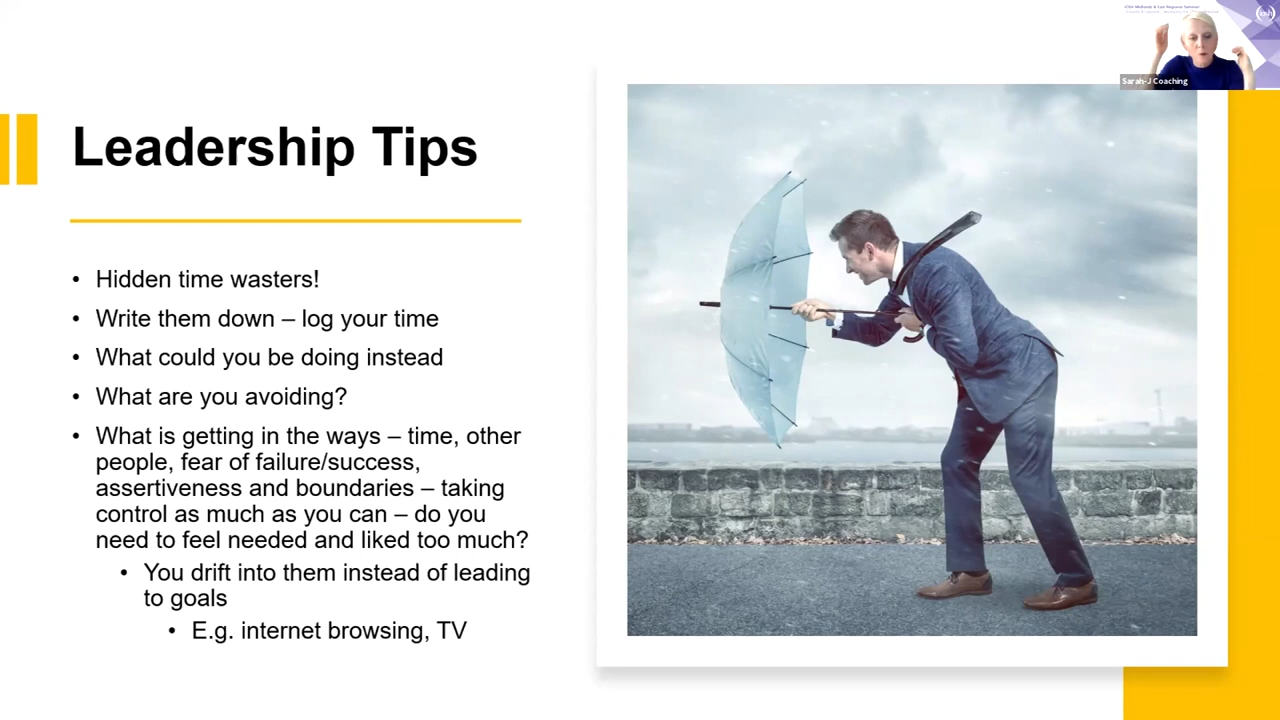 Leadership Tips
• Hidden time wasters!
• Write them down – log your time
• What could you be doing instead
• What are you avoiding?
• What is getting in the ways – time, other
people, fear of failure/success,
assertiveness and boundaries – taking
control as much as you can – do you
need to feel needed and liked too much?
• You drift into them instead of leading
to goals
• E.g. internet browsing, TV
Sarah-J Coaching